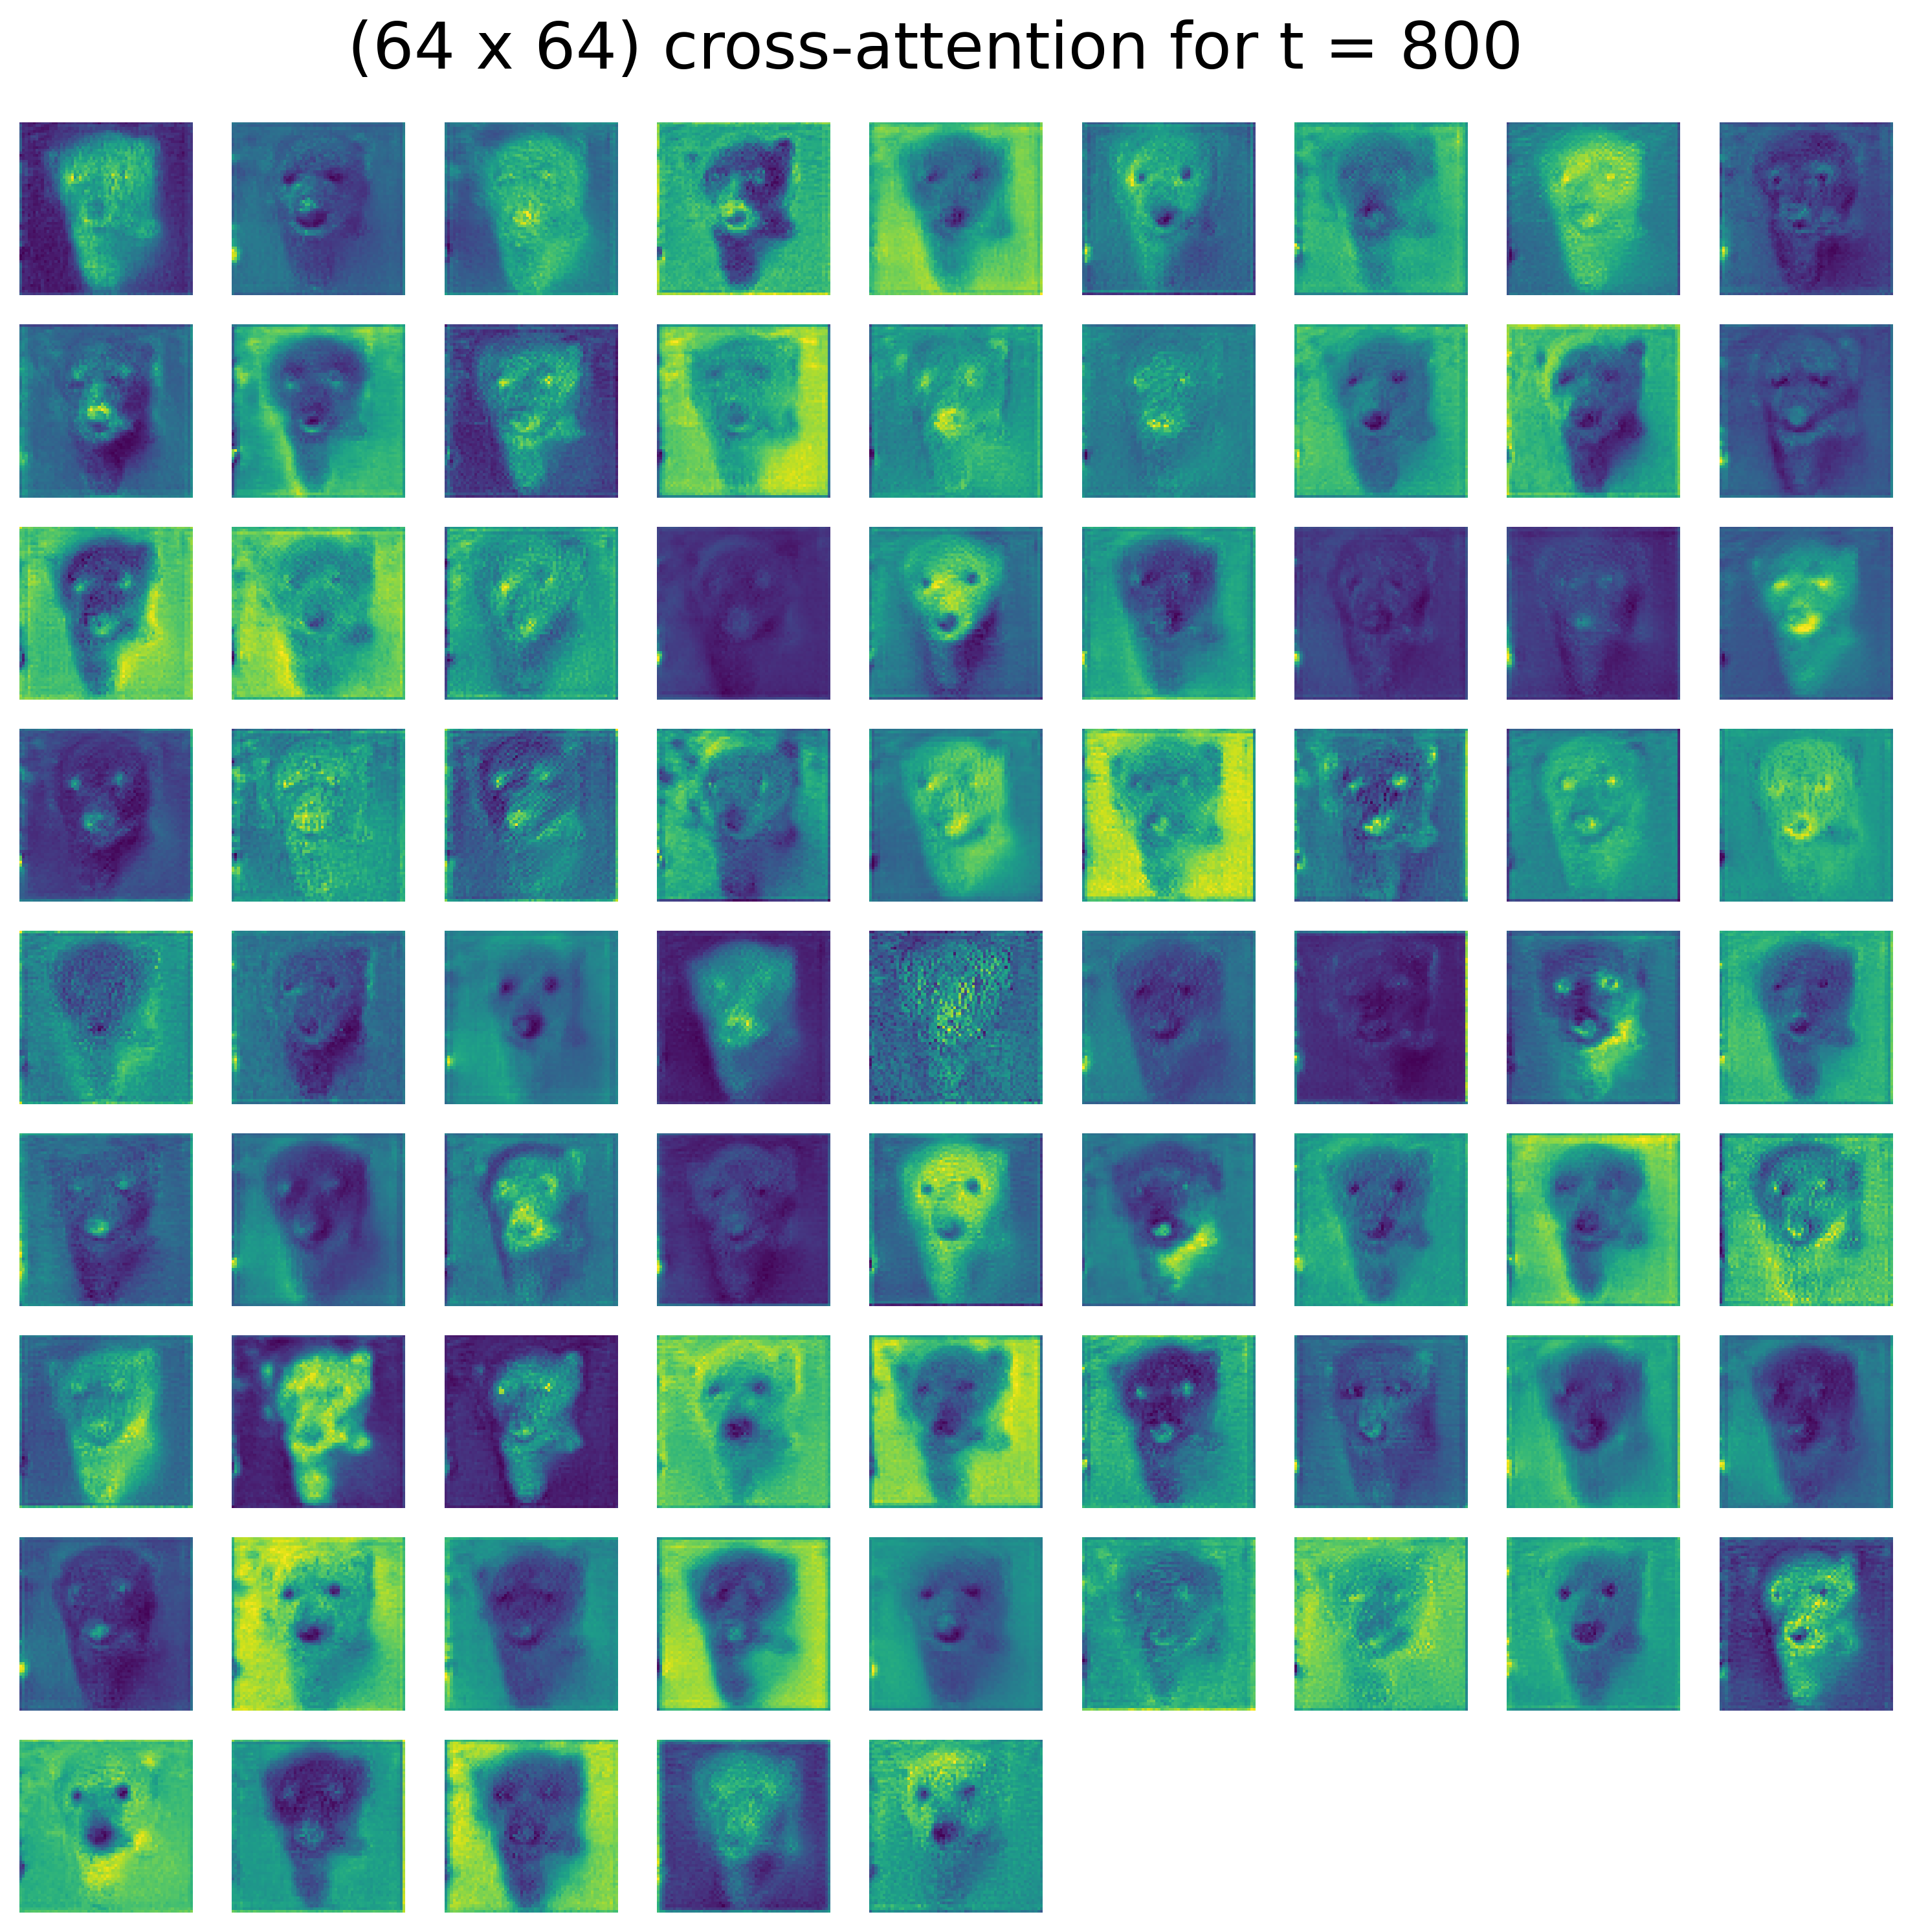 (64 x 64) cross-attention for t = 800